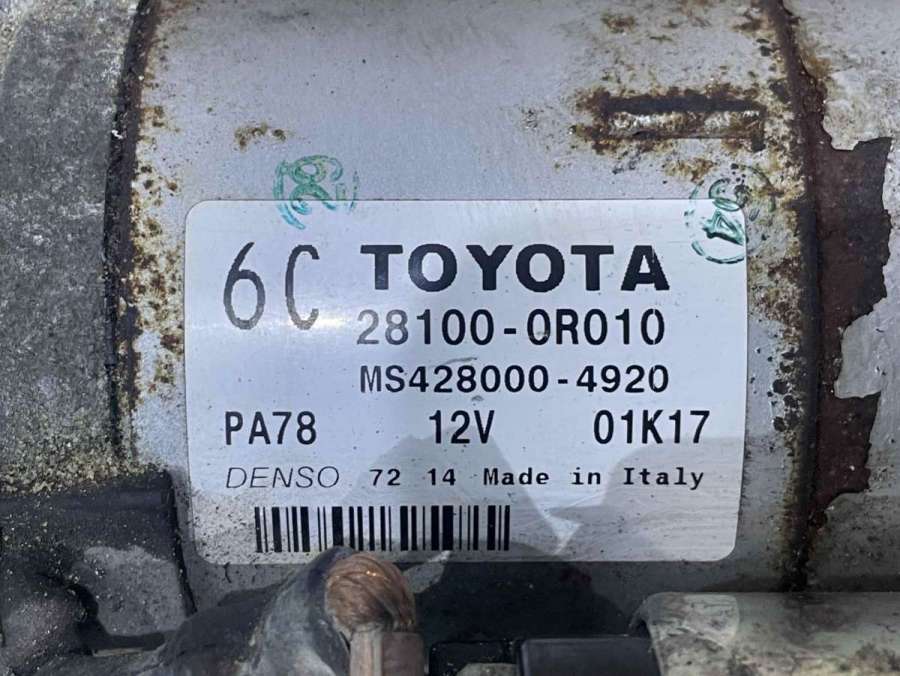 6C TOYOTA
28100-0R010
MS428000-4920
PA78 12V 01K17
DENSO 72 14 Made in Italy